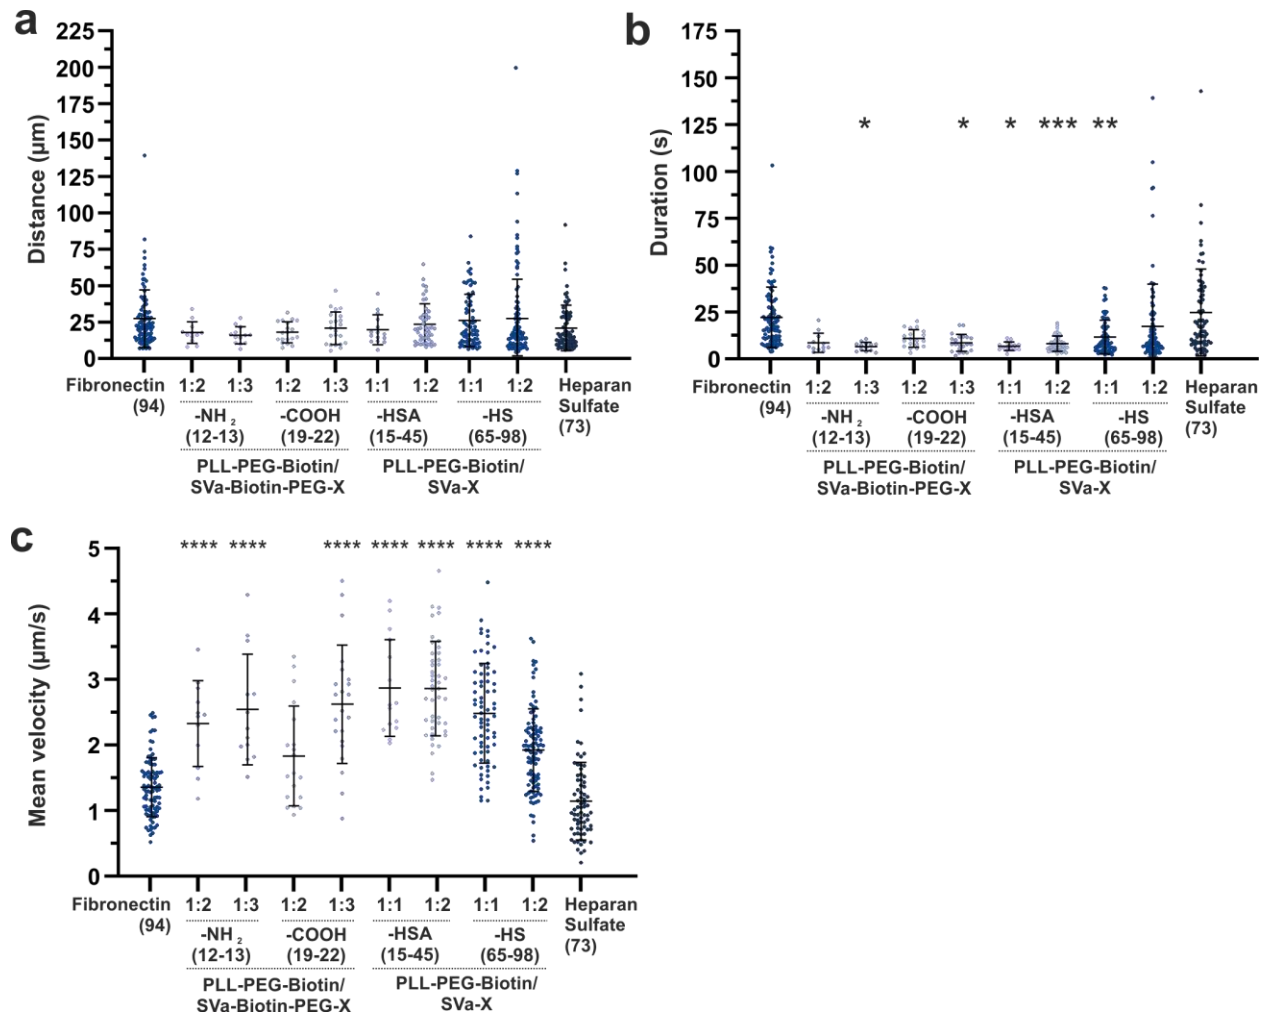 a
225
200
175
150
125
100
75
50
25
0
Distance (µm)
Fibronectin
(94)
1:2 1:3 1:2 1:3 1:1 1:2 1:1 1:2
-NH2 -COOH -HSA -HS
(12-13) (19-22) (15-45) (65-98)
PLL-PEG-Biotin/
SVa-Biotin-PEG-X
PLL-PEG-Biotin/
SVa-X
Heparan
Sulfate
(73)
b
175
150
125
100
75
50
25
0
Duration (s)
* * * *** **
Fibronectin
(94)
1:2 1:3 1:2 1:3 1:1 1:2 1:1 1:2
-NH2 -COOH -HSA -HS
(12-13) (19-22) (15-45) (65-98)
PLL-PEG-Biotin/
SVa-Biotin-PEG-X
PLL-PEG-Biotin/
SVa-X
Heparan
Sulfate
(73)
c
5
4
3
2
1
0
Mean velocity (µm/s)
**** **** **** **** **** **** ****
Fibronectin
(94)
1:2 1:3 1:2 1:3 1:1 1:2 1:1 1:2
-NH2 -COOH -HSA -HS
(12-13) (19-22) (15-45) (65-98)
PLL-PEG-Biotin/
SVa-Biotin-PEG-X
PLL-PEG-Biotin/
SVa-X
Heparan
Sulfate
(73)